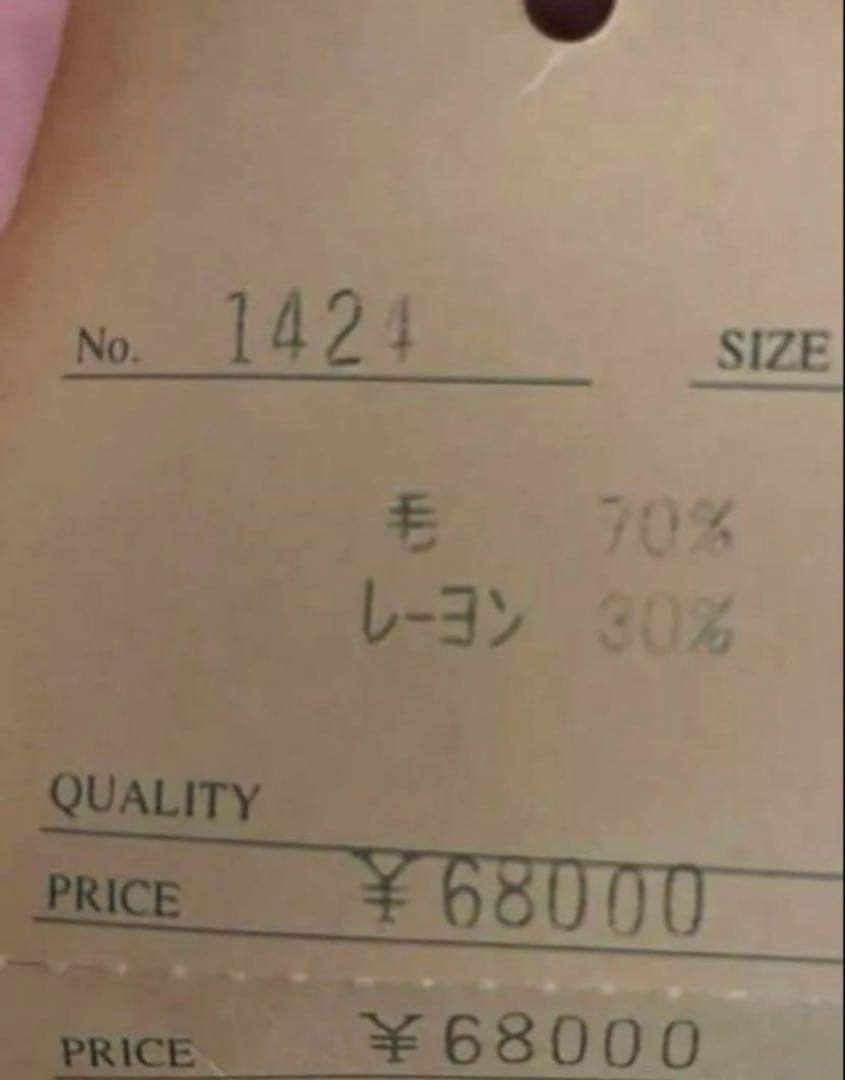 No. 1424 SIZE
毛 70%
レーヨン 30%
QUALITY
PRICE ¥68000
PRICE ¥68000